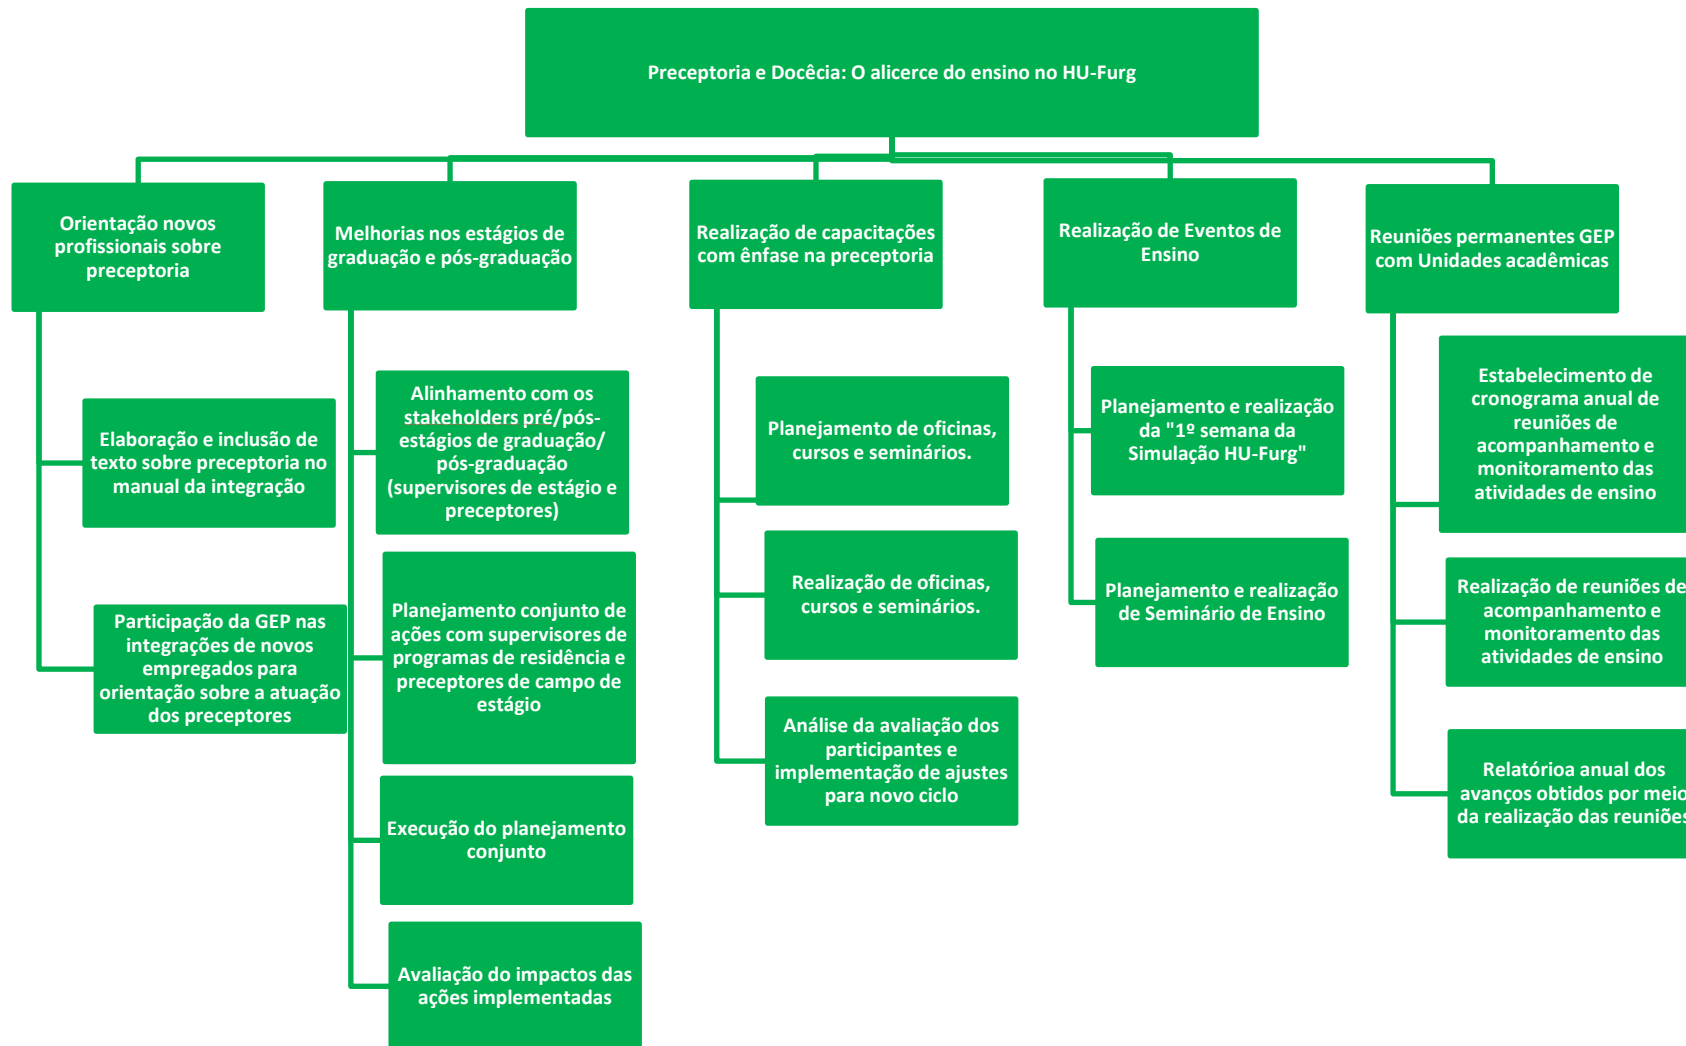 Preceptoria e Docêcia: O alicerce do ensino no HU-Furg
Orientação novos
profissionais sobre
preceptoria
Elaboração e inclusão de
texto sobre preceptoria no
manual da integração
Participação da GEP nas
integrações de novos
empregados para
orientação sobre a atuação
dos preceptores
Melhorias nos estágios de
graduação e pós-graduação
Alinhamento com os
stakeholders pré/pós-
estágios de graduação/
pós-graduação
(supervisores de estágio e
preceptores)
Planejamento conjunto de
ações com supervisores de
programas de residência e
preceptores de campo de
estágio
Execução do planejamento
conjunto
Avaliação do impactos das
ações implementadas
Realização de capacitações
com ênfase na preceptoria
Planejamento de oficinas,
cursos e seminários.
Realização de oficinas,
cursos e seminários.
Análise da avaliação dos
participantes e
implementação de ajustes
para novo ciclo
Realização de Eventos de
Ensino
Planejamento e realização
da "1º semana da
Simulação HU-Furg"
Planejamento e realização
de Seminário de Ensino
Reuniões permanentes GEP
com Unidades acadêmicas
Estabelecimento de
cronograma anual de
reuniões de
acompanhamento e
monitoramento das
atividades de ensino
Realização de reuniões de
acompanhamento e
monitoramento das
atividades de ensino
Relatórioa anual dos
avanços obtidos por meio
da realização das reuniões